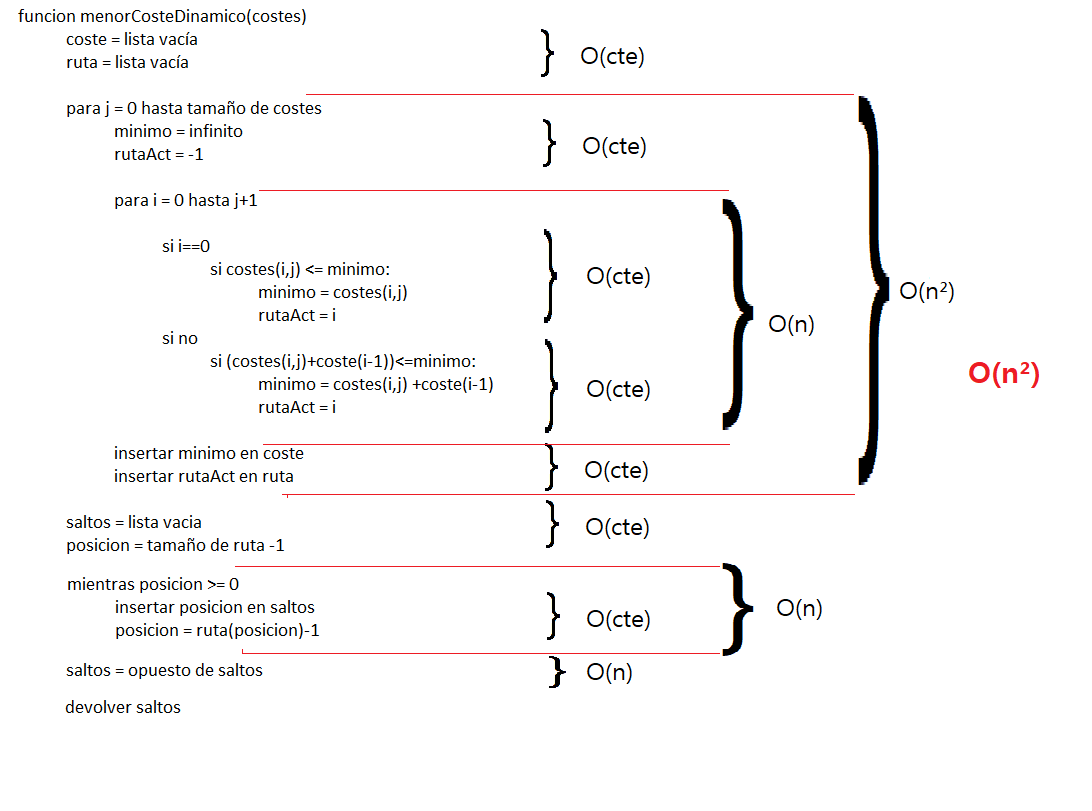 funcion menorCosteDinamico(costes)
coste = lista vacía
ruta = lista vacía
O(cte)
para j = 0 hasta tamaño de costes
minimo = infinito
rutaAct = -1
O(cte)
para i = 0 hasta j+1
si i==0
si costes(i,j) <= minimo:
minimo = costes(i,j)
rutaAct = i
O(cte)
si no
si (costes(i,j)+coste(i-1))<=minimo:
minimo = costes(i,j) +coste(i-1)
rutaAct = i
O(cte)
O(n)
insertar minimo en coste
insertar rutaAct en ruta
O(cte)
O(n²)
O(n²)
saltos = lista vacia
posicion = tamaño de ruta -1
O(cte)
mientras posicion >= 0
insertar posicion en saltos
posicion = ruta(posicion)-1
O(cte)
O(n)
saltos = opuesto de saltos
O(n)
devolver saltos